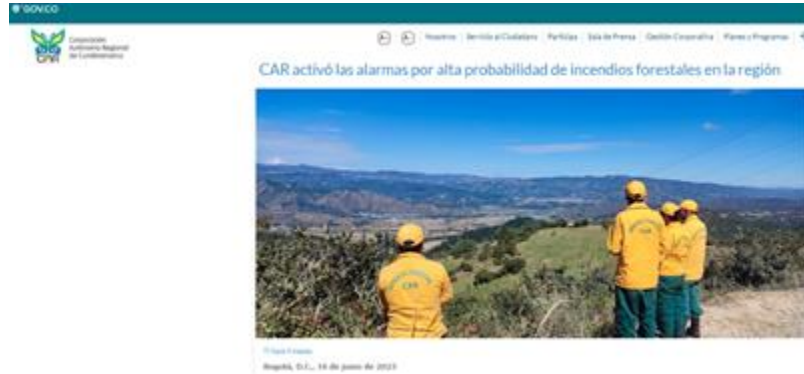 GOV.CO
Corporación
Autónoma Regional
de Cundinamarca
CAR
Nosotros Servicio al Ciudadano Participa Sala de Prensa Gestión Corporativa Planes y Programas
CAR activó las alarmas por alta probabilidad de incendios forestales en la región
CAR
CAR
Bogotá, D.C., 16 de junio de 2023